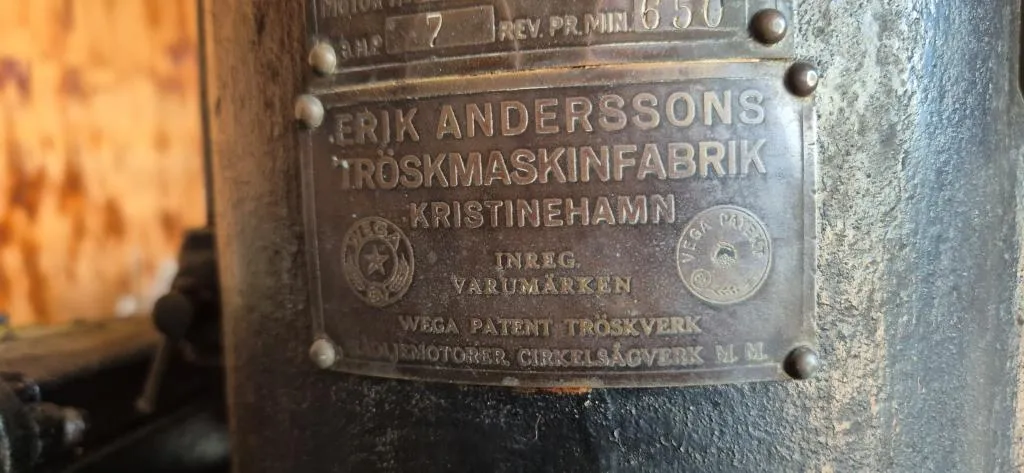 MOTOR
B.H.P. 7 REV. PR. MIN. 650
ERIK ANDERSSONS
TRÖSKMASKINFABRIK
KRISTINEHAMN
WEGA
VEGA PATENT
INREG.
VARUMÄRKEN
WEGA PATENT TRÖSKVERK
OLJEMOTORER, CIRKELSÅGVERK M. M.